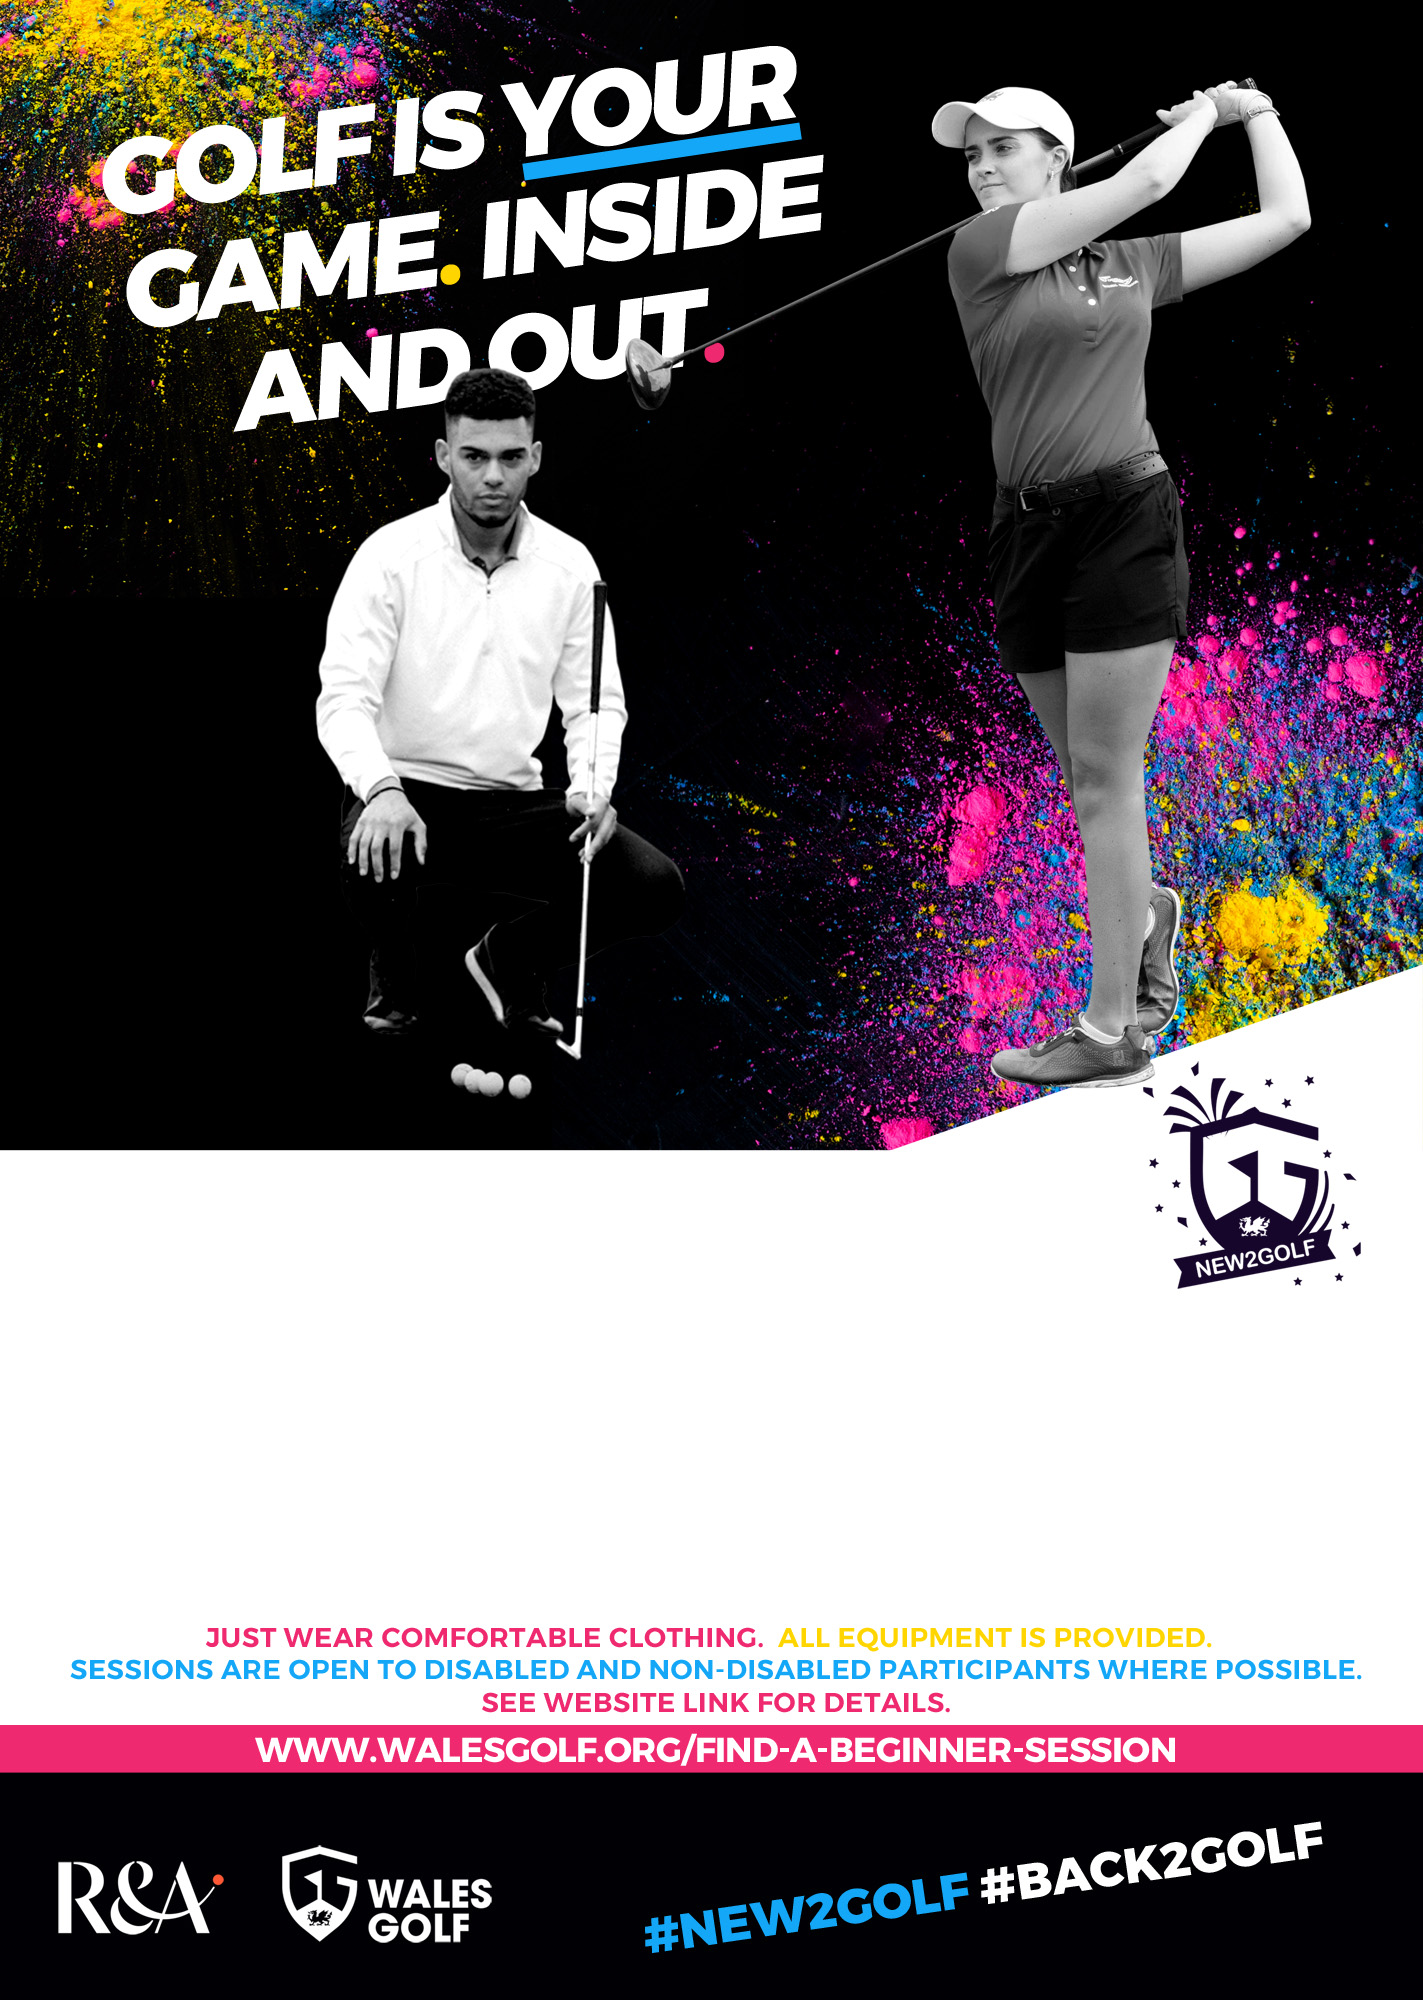 GOLF IS YOUR
GAME. INSIDE
AND OUT.
NEW2GOLF
JUST WEAR COMFORTABLE CLOTHING. ALL EQUIPMENT IS PROVIDED.
SESSIONS ARE OPEN TO DISABLED AND NON-DISABLED PARTICIPANTS WHERE POSSIBLE.
SEE WEBSITE LINK FOR DETAILS.
WWW.WALESGOLF.ORG/FIND-A-BEGINNER-SESSION
R&A
WALES
GOLF
#NEW2GOLF #BACK2GOLF